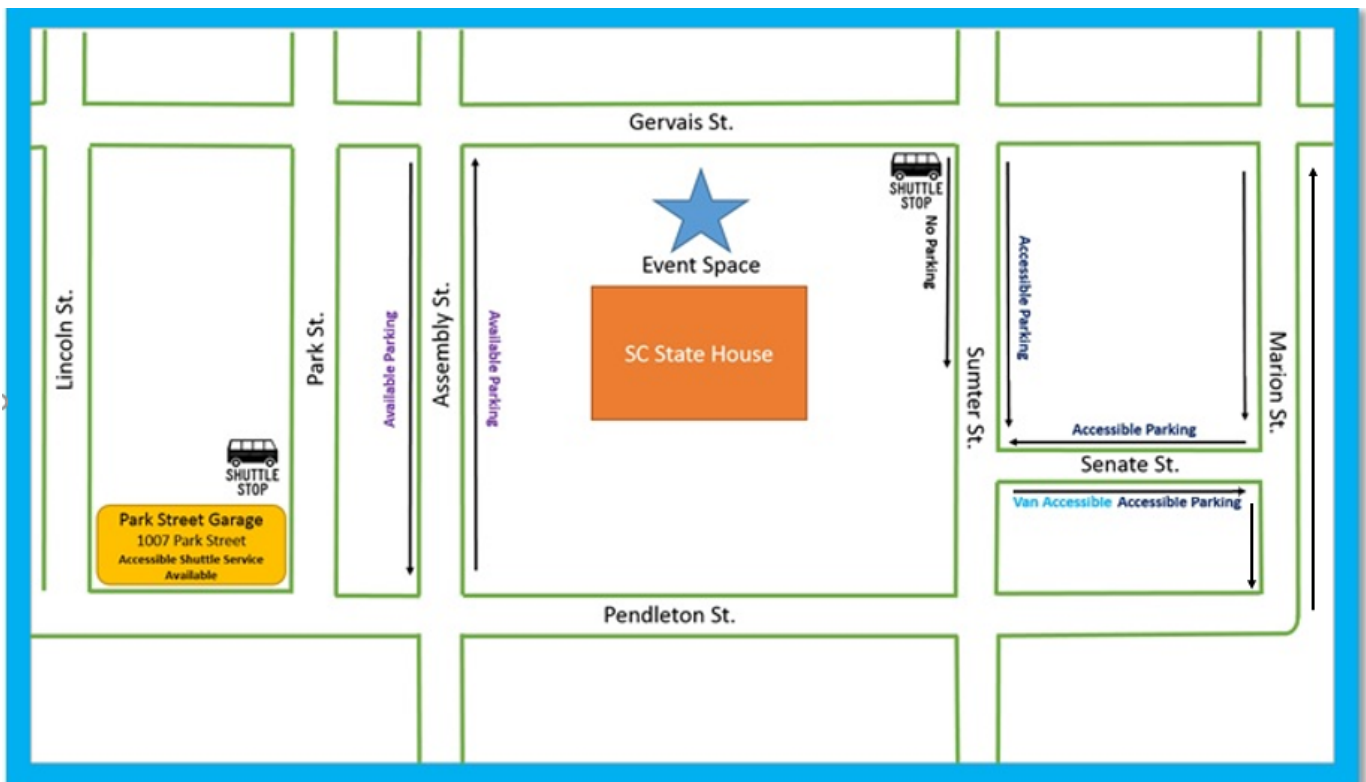 Gervais St.
SHUTTLE
STOP
No Parking
Event Space
SC State House
Lincoln St.
Park St.
Available Parking
Assembly St.
Available Parking
Sumter St.
Accessible Parking
Marion St.
Accessible Parking
Senate St.
Van Accessible Accessible Parking
SHUTTLE
STOP
Park Street Garage
1007 Park Street
Accessible Shuttle Service
Available
Pendleton St.